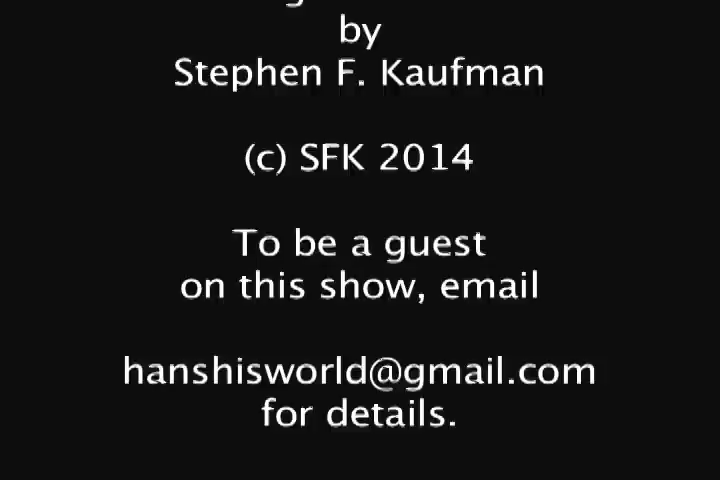 by
Stephen F. Kaufman
(c) SFK 2014
To be a guest
on this show, email
hanshisworld@gmail.com
for details.